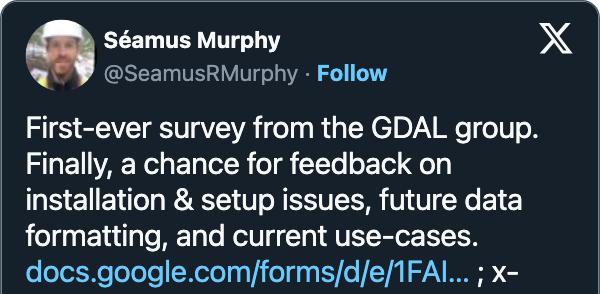 Séamus Murphy
@SeamusRMurphy · Follow
First-ever survey from the GDAL group.
Finally, a chance for feedback on
installation & setup issues, future data
formatting, and current use-cases.
docs.google.com/forms/d/e/1FAI... ; x-